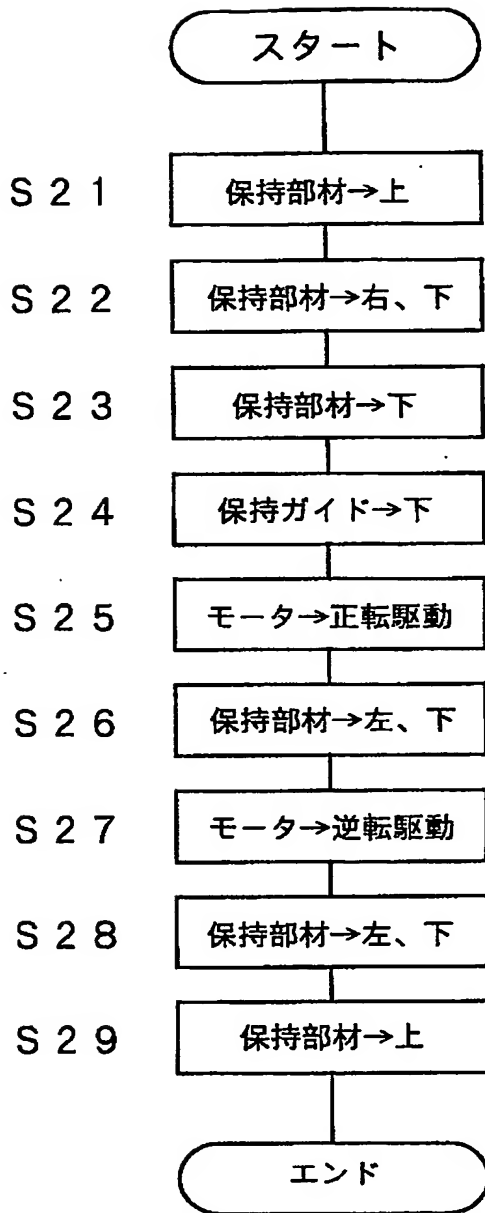 スタート
S21 保持部材→上
S22 保持部材→右、下
S23 保持部材→下
S24 保持ガイド→下
S25 モータ→正転駆動
S26 保持部材→左、下
S27 モータ→逆転駆動
S28 保持部材→左、下
S29 保持部材→上
エンド